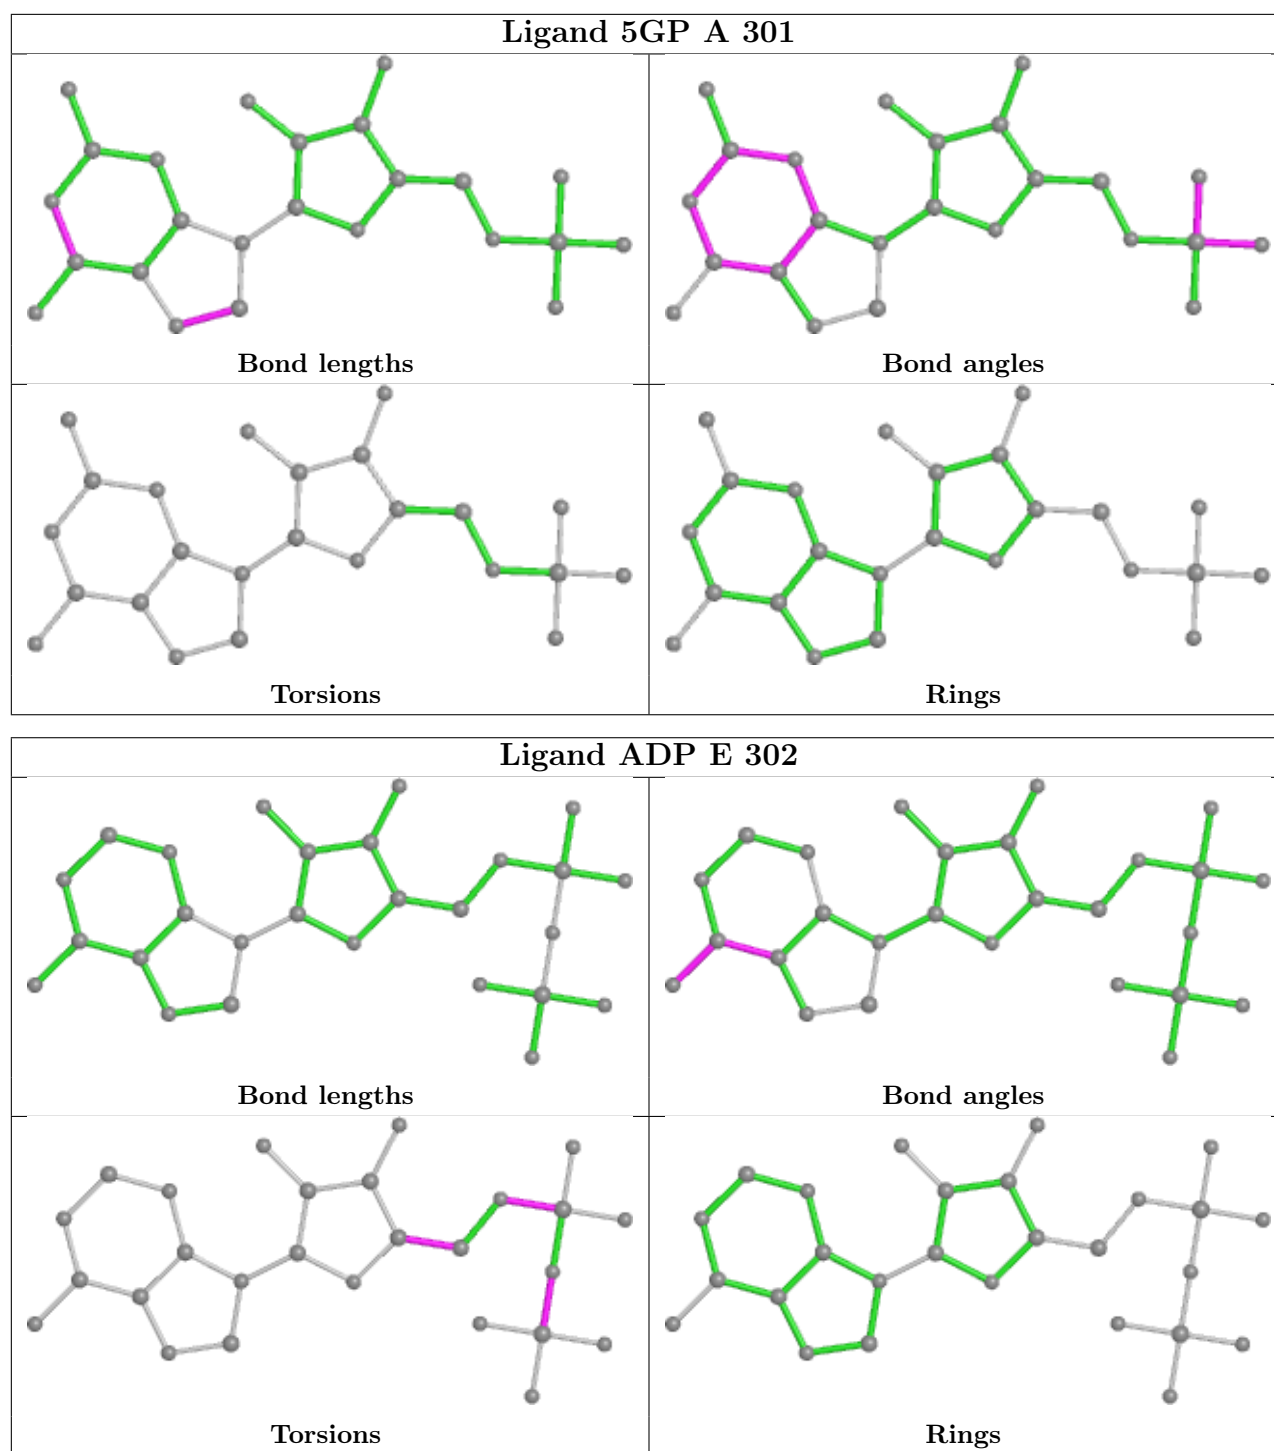 Ligand 5GP A 301
Bond lengths
Bond angles
Torsions
Rings
Ligand ADP E 302
Bond lengths
Bond angles
Torsions
Rings